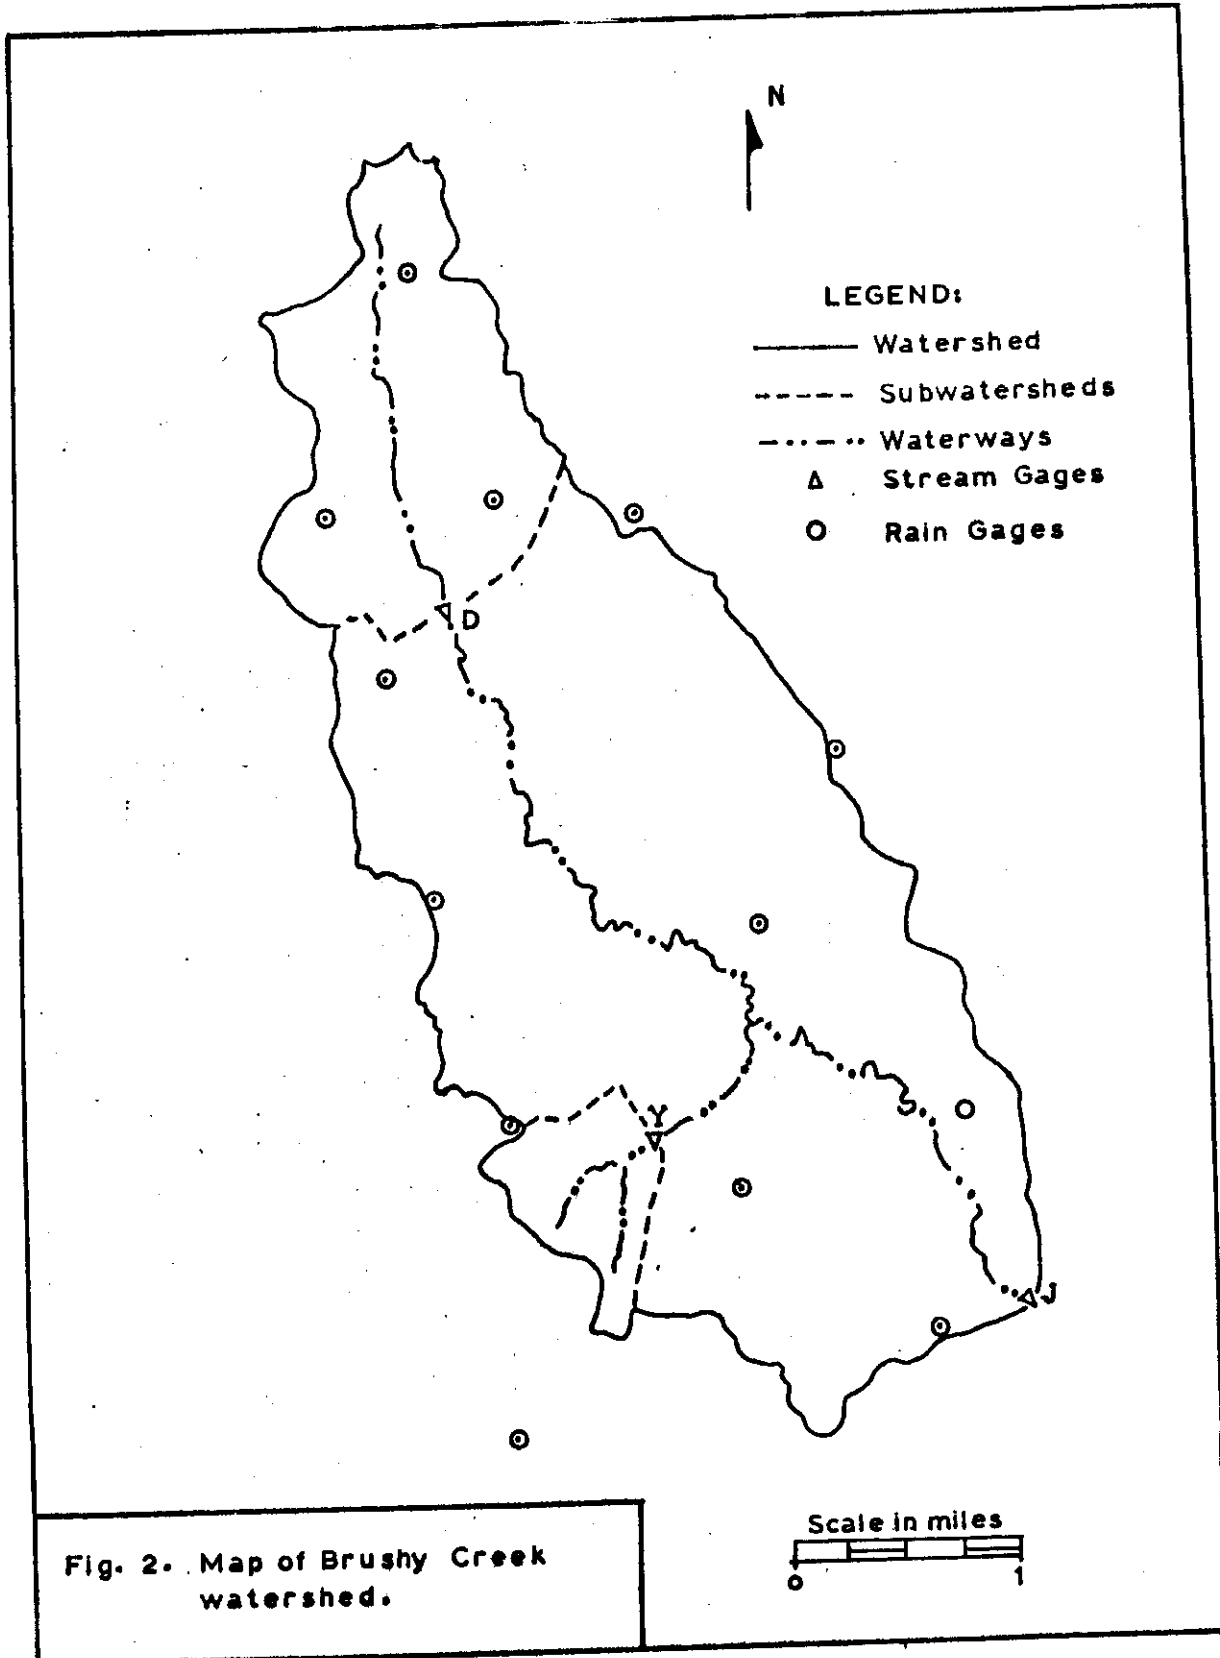 N
LEGEND:
Watershed
Subwatersheds
Waterways
Stream Gages
Rain Gages
D
Y
J
Scale in miles
0 1
Fig. 2. Map of Brushy Creek
watershed.